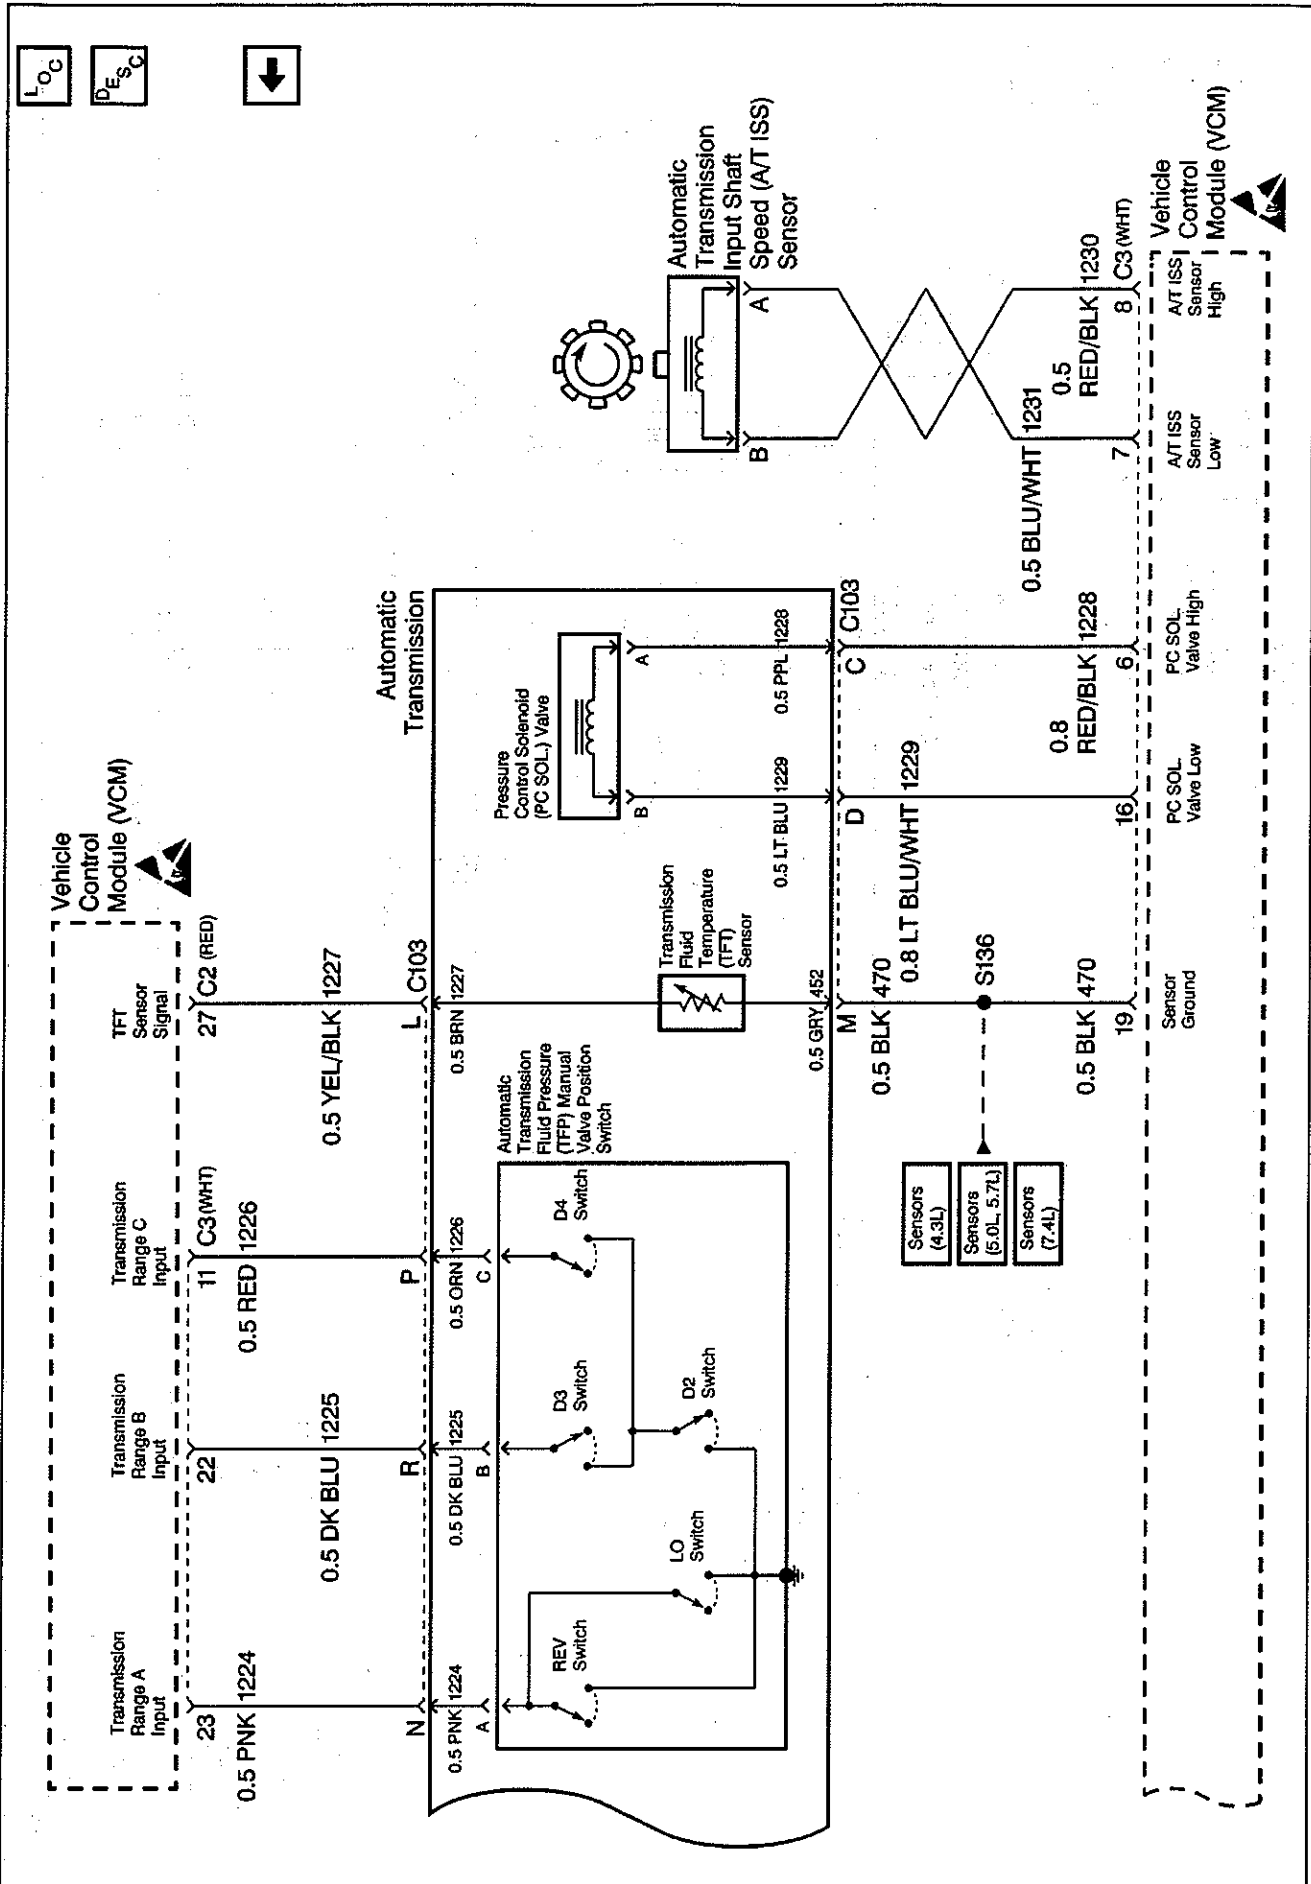 LOC
DESC
Vehicle
Control
Module (VCM)
Transmission
Range A
Input
Transmission
Range B
Input
Transmission
Range C
Input
TFT
Sensor
Signal
23
22
11
C3 (WHT)
27
C2 (RED)
0.5 PNK 1224
0.5 DK BLU 1225
0.5 RED 1226
0.5 YEL/BLK 1227
N
R
P
L
C103
Automatic
Transmission
0.5 PNK 1224
0.5 DK BLU 1225
0.5 ORN 1226
0.5 BRN 1227
A
B
C
Automatic
Transmission
Fluid Pressure
(TFP) Manual
Valve Position
Switch
REV
Switch
LO
Switch
D3
Switch
D2
Switch
D4
Switch
Transmission
Fluid
Temperature
(TFT)
Sensor
Pressure
Control Solenoid
(PC SOL.) Valve
B
A
0.5 GRY 452
0.5 LT BLU 1229
0.5 PPL 1228
M
D
C
C103
Automatic
Transmission
Input Shaft
Speed (A/T ISS)
Sensor
B
A
0.5 BLK 470
S136
Sensors
(4.3L)
Sensors
(5.0L, 5.7L)
Sensors
(7.4L)
0.5 BLK 470
0.8 LT BLU/WHT 1229
0.8
RED/BLK 1228
0.5 BLU/WHT 1231
0.5
RED/BLK 1230
19
16
6
7
8
C3 (WHT)
Sensor
Ground
PC SOL.
Valve Low
PC SOL.
Valve High
A/T ISS
Sensor
Low
A/T ISS
Sensor
High
Vehicle
Control
Module (VCM)